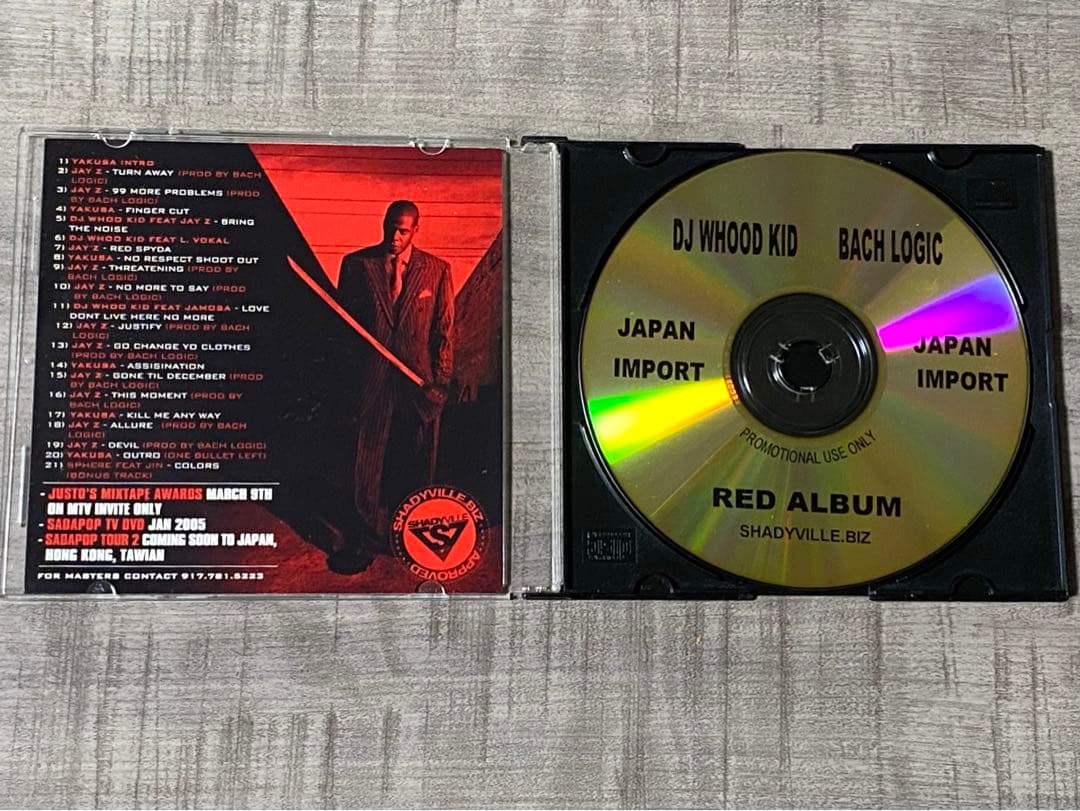 1) YAKUSA INTRO
2) JAY Z - TURN AWAY (PROD BY BACH
LOGIC)
3) JAY Z - 99 MORE PROBLEMS (PROD
BY BACH LOGIC)
4) YAKUSA - FINGER CUT
5) DJ WHOO KID FEAT JAY Z - BRING
THE NOISE
6) DJ WHOO KID FEAT L. VOKAL
7) JAY Z - RED SPYDA
8) YAKUSA - NO RESPECT SHOOT OUT
9) JAY Z - THREATENING (PROD BY
BACH LOGIC)
10) JAY Z - NO MORE TO SAY (PROD
BY BACH LOGIC)
11) DJ WHOO KID FEAT JAMOSA - LOVE
DONT LIVE HERE NO MORE
12) JAY Z - JUSTIFY (PROD BY BACH
LOGIC)
13) JAY Z - GO CHANGE YO CLOTHES
(PROD BY BACH LOGIC)
14) YAKUSA - ASSISINATION
15) JAY Z - GONE TIL DECEMBER (PROD
BY BACH LOGIC)
16) JAY Z - THIS MOMENT (PROD BY
BACH LOGIC)
17) YAKUSA - KILL ME ANY WAY
18) JAY Z - ALLURE (PROD BY BACH
LOGIC)
19) JAY Z - DEVIL (PROD BY BACH LOGIC)
20) YAKUSA - OUTRO (ONE BULLET LEFT)
21) SPHERE FEAT JIN - COLORS
(BONUS TRACK)
- JUSTO'S MIXTAPE AWARDS MARCH 9TH
ON MTV INVITE ONLY
- SADAPOP TV DVD JAN 2005
- SADAPOP TOUR 2 COMING SOON TO JAPAN,
HONG KONG, TAWIAN
FOR MASTERS CONTACT 917.781.5223
SHADYVILLE.BIZ
SHADYVILLE
APPROVED
DJ WHOOD KID BACH LOGIC
JAPAN
IMPORT
JAPAN
IMPORT
PROMOTIONAL USE ONLY
RED ALBUM
SHADYVILLE.BIZ